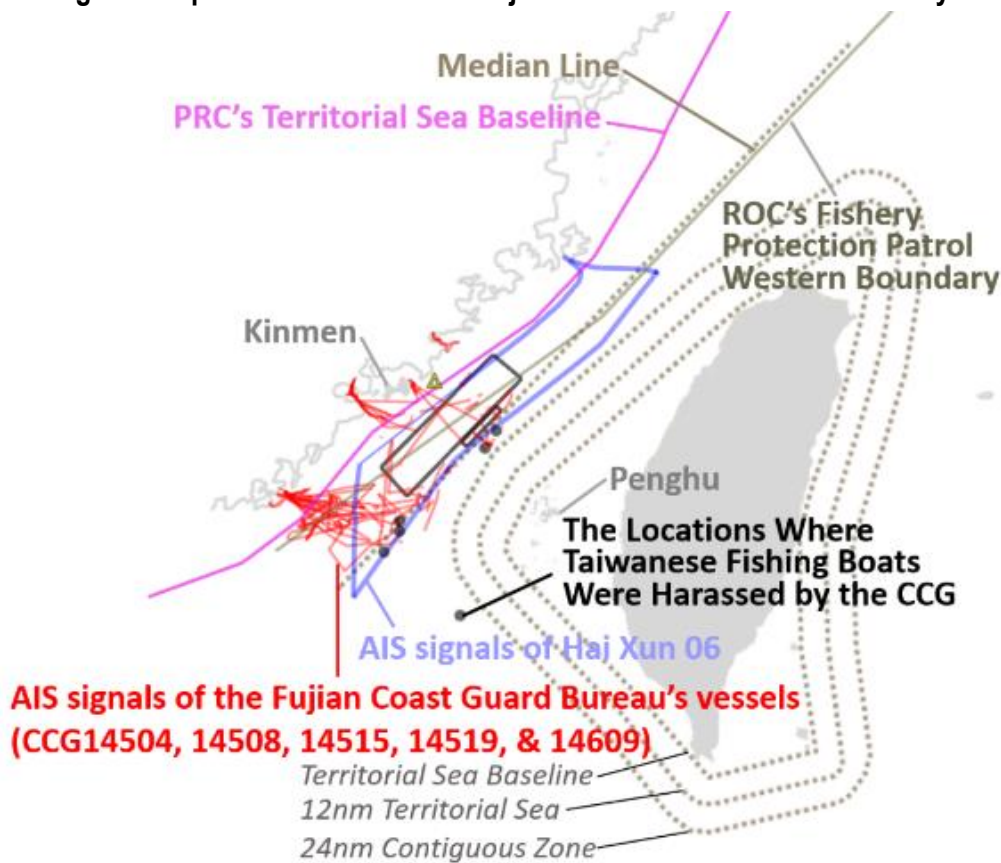 Median Line
PRC's Territorial Sea Baseline
ROC's Fishery
Protection Patrol
Western Boundary
Kinmen
Penghu
The Locations Where
Taiwanese Fishing Boats
Were Harassed by the CCG
AIS signals of Hai Xun 06
AIS signals of the Fujian Coast Guard Bureau's vessels
(CCG14504, 14508, 14515, 14519, & 14609)
Territorial Sea Baseline
12nm Territorial Sea
24nm Contiguous Zone